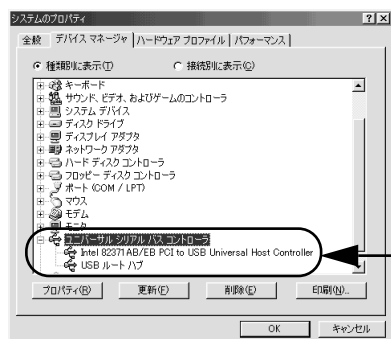 システムのプロパティ
? ×
全般 デバイス マネージャ ハードウェア プロファイル パフォーマンス
種類別に表示(T) 接続別に表示(C)
キーボード
サウンド、ビデオ、およびゲームのコントローラ
システム デバイス
ディスク ドライブ
ディスプレイ アダプタ
ネットワーク アダプタ
ハード ディスク コントローラ
フロッピー ディスク コントローラ
ポート (COM / LPT)
マウス
モデム
モニタ
ユニバーサル シリアル バス コントローラ
Intel 82371AB/EB PCI to USB Universal Host Controller
USB ルート ハブ
プロパティ(R) 更新(F) 削除(E) 印刷(N)...
OK キャンセル